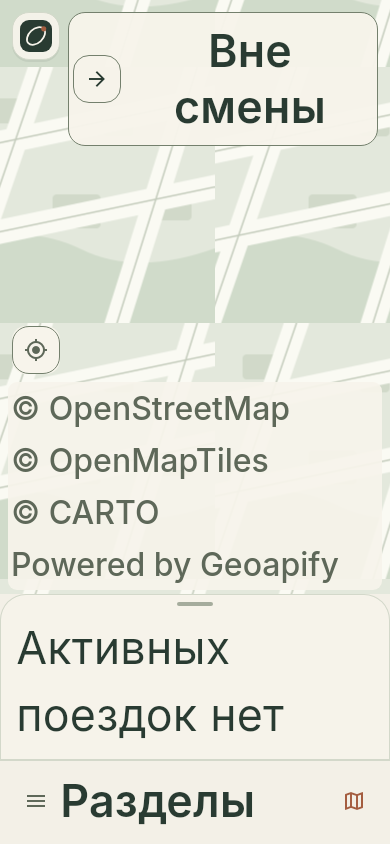 Вне
смены
© OpenStreetMap
© OpenMapTiles
© CARTO
Powered by Geoapify
Активных
поездок нет
Разделы